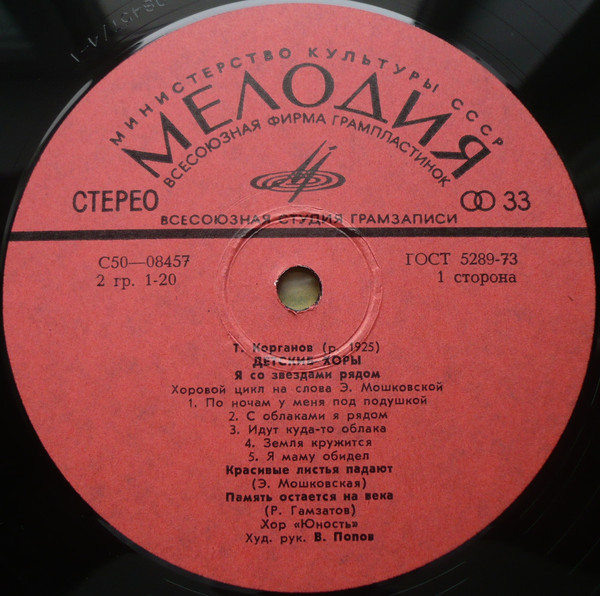 МИНИСТЕРСТВО КУЛЬТУРЫ СССР
МЕЛОДИЯ
ВСЕСОЮЗНАЯ ФИРМА ГРАМПЛАСТИНОК
СТЕРЕО
33
ВСЕСОЮЗНАЯ СТУДИЯ ГРАМЗАПИСИ
С50—08457
ГОСТ 5289-73
2 гр. 1-20
1 сторона
Т. Корганов (р. 1925)
ДЕТСКИЕ ХОРЫ
Я со звездами рядом
Хоровой цикл на слова Э. Мошковской
1. По ночам у меня под подушкой
2. С облаками я рядом
3. Идут куда-то облака
4. Земля кружится
5. Я маму обидел
Красивые листья падают
(Э. Мошковская)
Память остается на века
(Р. Гамзатов)
Хор «Юность»
Худ. рук. В. Попов